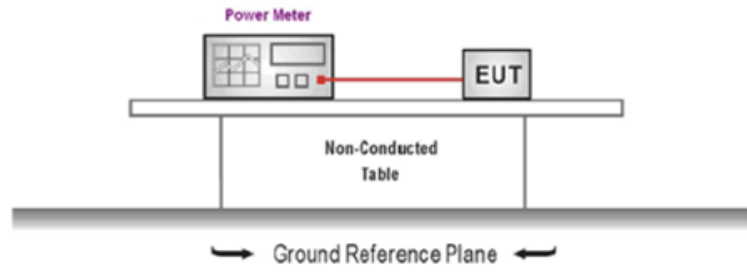 Power Meter
EUT
Non-Conducted
Table
Ground Reference Plane